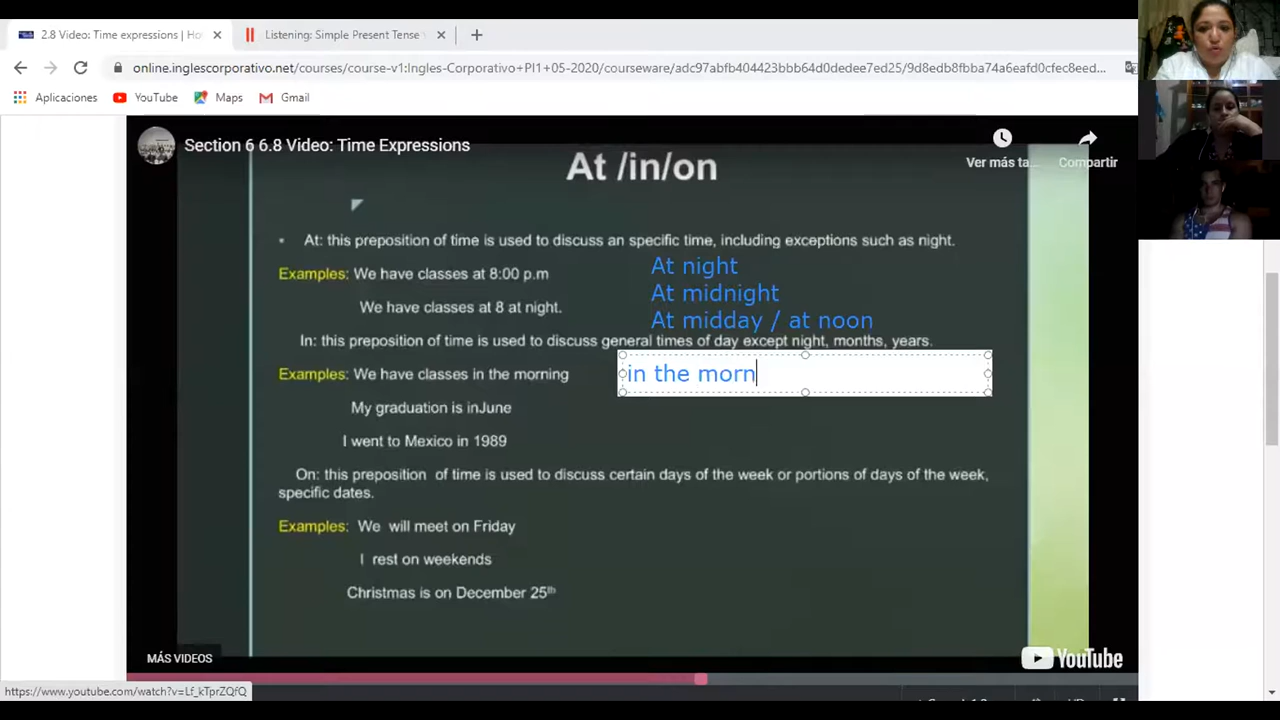 2.8 Video: Time expressions | Ho
Listening: Simple Present Tense
online.inglescorporativo.net/courses/course-v1:Ingles-Corporativo+PI1+05-2020/courseware/adc97abfb404423bbb64d0dedee7ed25/9d8edb8fbba74a6eafd0cfec8eed...
Aplicaciones YouTube Maps Gmail
Section 6 6.8 Video: Time Expressions
Ver más ta... Compartir
At /in/on
At: this preposition of time is used to discuss an specific time, including exceptions such as night.
Examples: We have classes at 8:00 p.m
At night
At midnight
We have classes at 8 at night.
At midday / at noon
In: this preposition of time is used to discuss general times of day except night, months, years.
Examples: We have classes in the morning
in the morn
My graduation is inJune
I went to Mexico in 1989
On: this preposition of time is used to discuss certain days of the week or portions of days of the week,
specific dates.
Examples: We will meet on Friday
I rest on weekends
Christmas is on December 25th
MÁS VIDEOS
YouTube
https://www.youtube.com/watch?v=Lf_kTprZQfQ